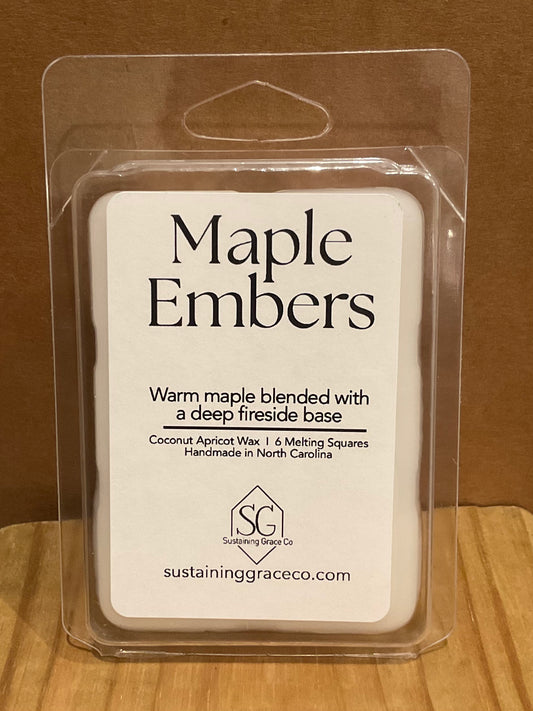 Maple
Embers
Warm maple blended with
a deep fireside base
Coconut Apricot Wax | 6 Melting Squares
Handmade in North Carolina
SG
Sustaining Grace Co
sustaininggraceco.com